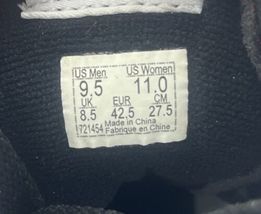 US Men US Women
9.5 11.0
UK EUR CM
8.5 42.5 27.5
1721454 Made in China
Fabrique en Chine